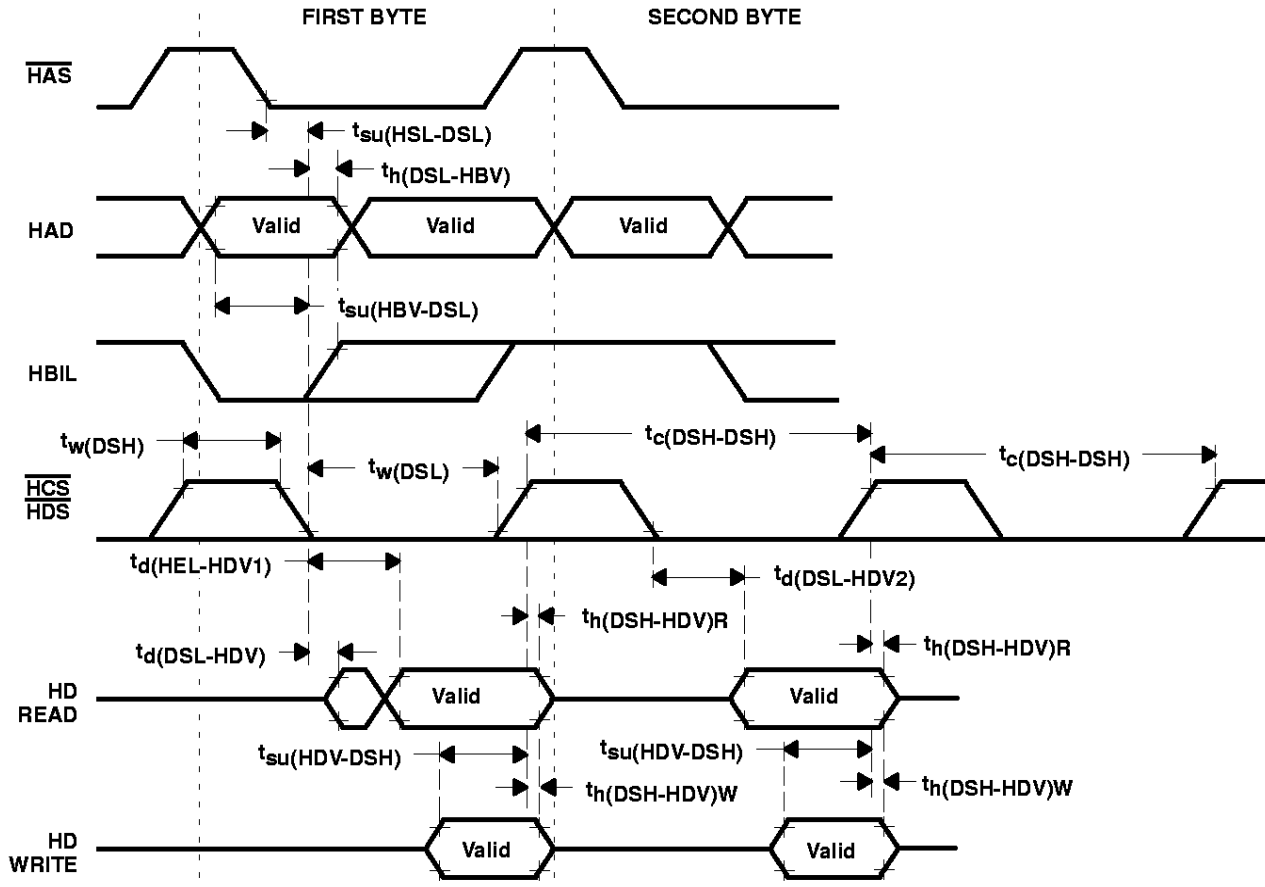 FIRST BYTE SECOND BYTE
HAS
tsu(HSL-DSL)
th(DSL-HBV)
HAD Valid Valid Valid
tsu(HBV-DSL)
HBIL
tw(DSH) tc(DSH-DSH)
tw(DSL) tc(DSH-DSH)
HCS
HDS
td(HEL-HDV1) td(DSL-HDV2)
th(DSH-HDV)R
td(DSL-HDV) th(DSH-HDV)R
HD
READ Valid Valid
tsu(HDV-DSH) tsu(HDV-DSH)
th(DSH-HDV)W th(DSH-HDV)W
HD
WRITE Valid Valid